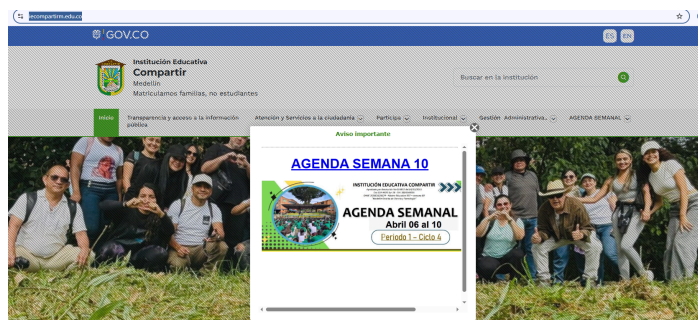 iecompartirm.edu.co
GOV.CO
ES EN
Institución Educativa
Compartir
Medellín
Matriculamos familias, no estudiantes
Buscar en la institución
Inicio
Transparencia y acceso a la información
pública
Atención y Servicios a la ciudadanía
Participa
Institucional
Gestión Administrativa..
AGENDA SEMANAL
Aviso importante
AGENDA SEMANA 10
INSTITUCIÓN EDUCATIVA COMPARTIR
AGENDA SEMANAL
Abril 06 al 10
Periodo 1 - Ciclo 4